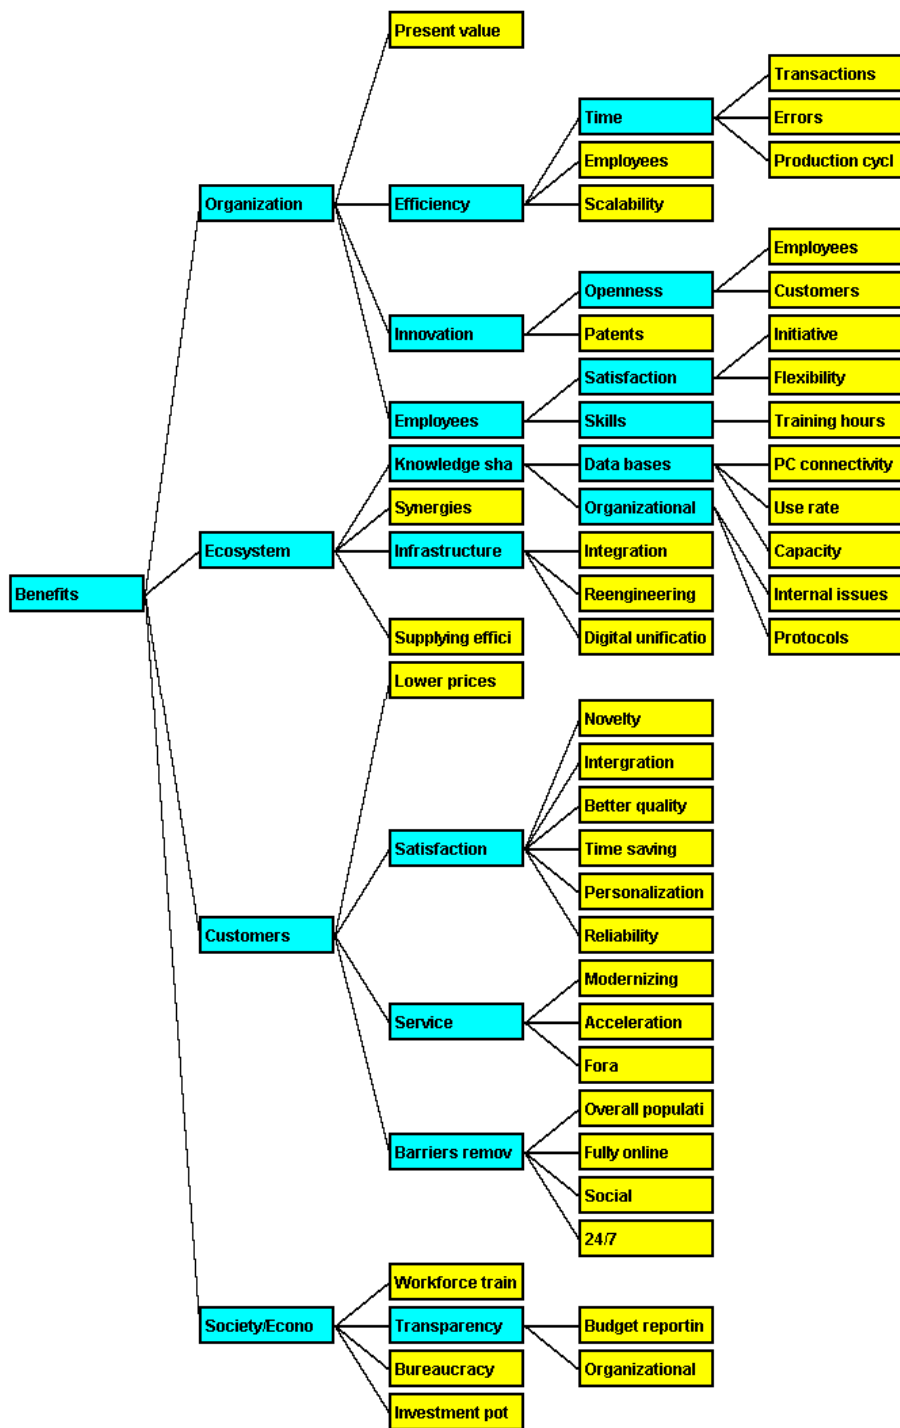 Present value
Transactions
Time
Errors
Employees
Production cycl
Organization
Efficiency
Scalability
Employees
Openness
Customers
Innovation
Patents
Initiative
Satisfaction
Flexibility
Employees
Skills
Training hours
Knowledge sha
Data bases
PC connectivity
Synergies
Organizational
Use rate
Ecosystem
Infrastructure
Integration
Capacity
Benefits
Reengineering
Internal issues
Supplying effici
Digital unificatio
Protocols
Lower prices
Novelty
Intergration
Better quality
Satisfaction
Time saving
Personalization
Customers
Reliability
Modernizing
Service
Acceleration
Fora
Overall populati
Barriers remov
Fully online
Social
24/7
Workforce train
Society/Econo
Transparency
Budget reportin
Bureaucracy
Organizational
Investment pot